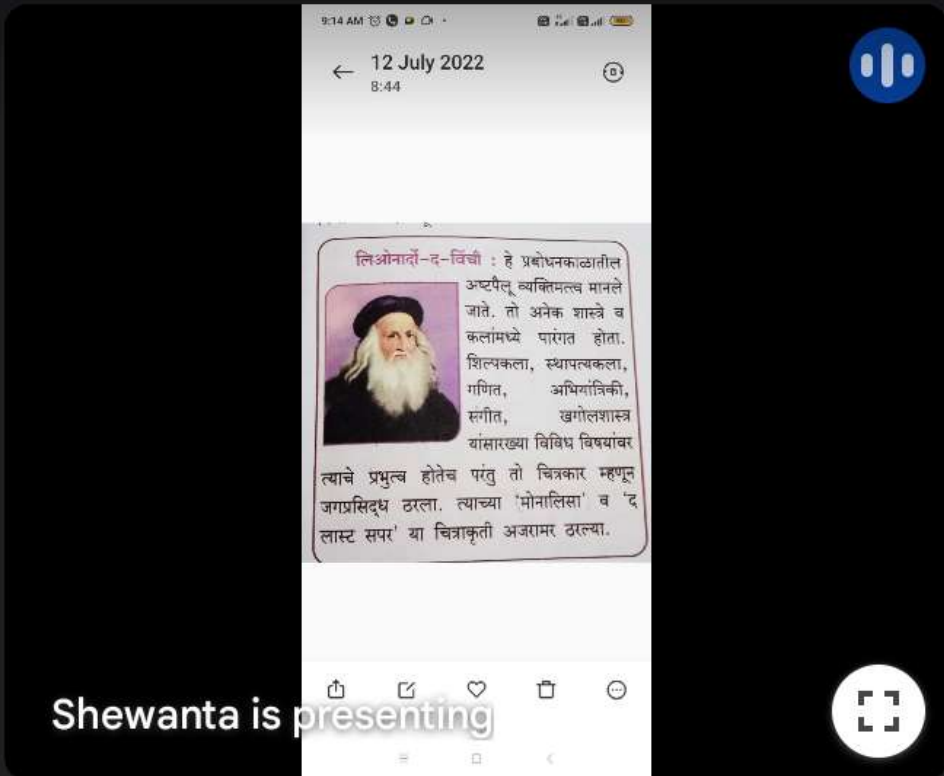 9:14 AM
12 July 2022
8:44
लिओनार्दो-द-विंची : हे प्रबोधनकाळातील
अष्टपैलू व्यक्तिमत्त्व मानले
जाते. तो अनेक शास्त्रे व
कलांमध्ये पारंगत होता.
शिल्पकला, स्थापत्यकला,
गणित, अभियांत्रिकी,
संगीत, खगोलशास्त्र
यांसारख्या विविध विषयांवर
त्याचे प्रभुत्व होतेच परंतु तो चित्रकार म्हणून
जगप्रसिद्ध ठरला. त्याच्या 'मोनालिसा' व 'द
लास्ट सपर' या चित्राकृती अजरामर ठरल्या.
Shewanta is presenting